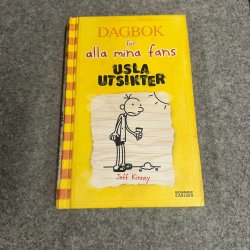 DAGBOK
för
alla mina fans
USLA
UTSIKTER
Jeff Kinney
BONNIER
CARLSEN